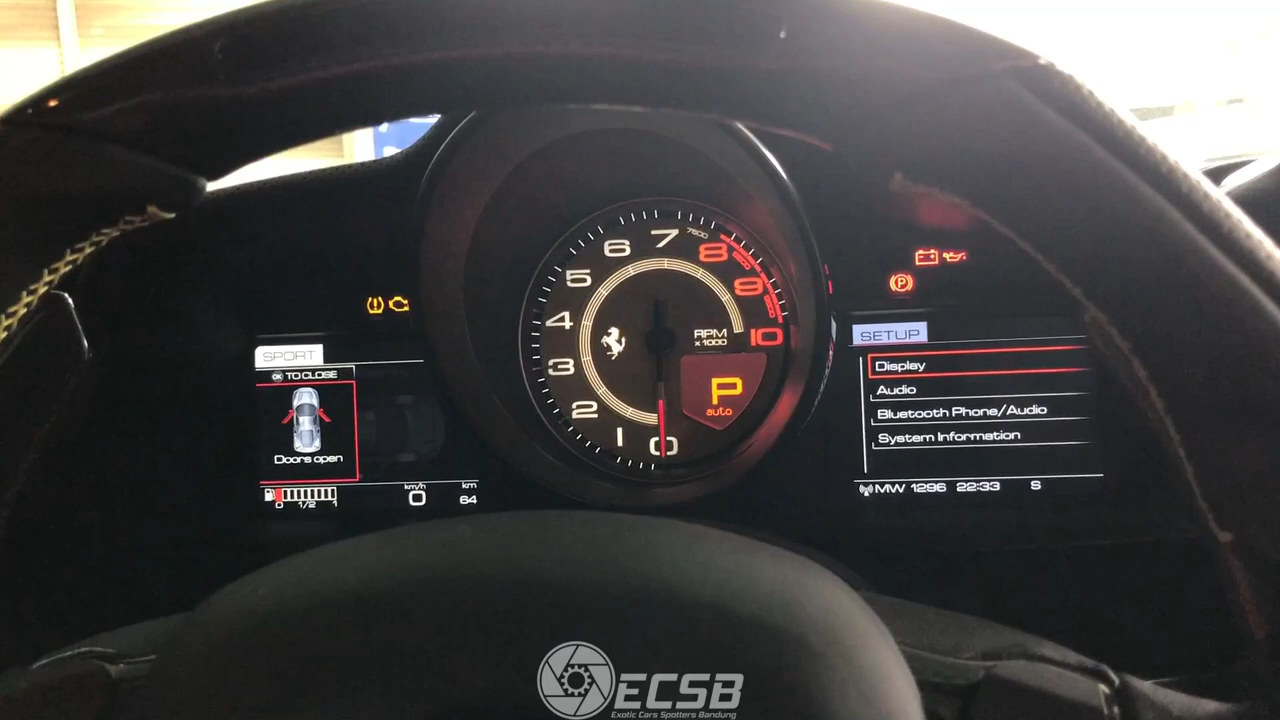 SPORT
OK TO CLOSE
Doors open
0 1/2 1
km/h
0
km
64
0
1
2
3
4
5
6
7
7500
8
9
10
RPM
x 1000
P
auto
P
SETUP
Display
Audio
Bluetooth Phone/Audio
System Information
MW 1296 22:33 S
ECSB
Exotic Cars Spotters Bandung